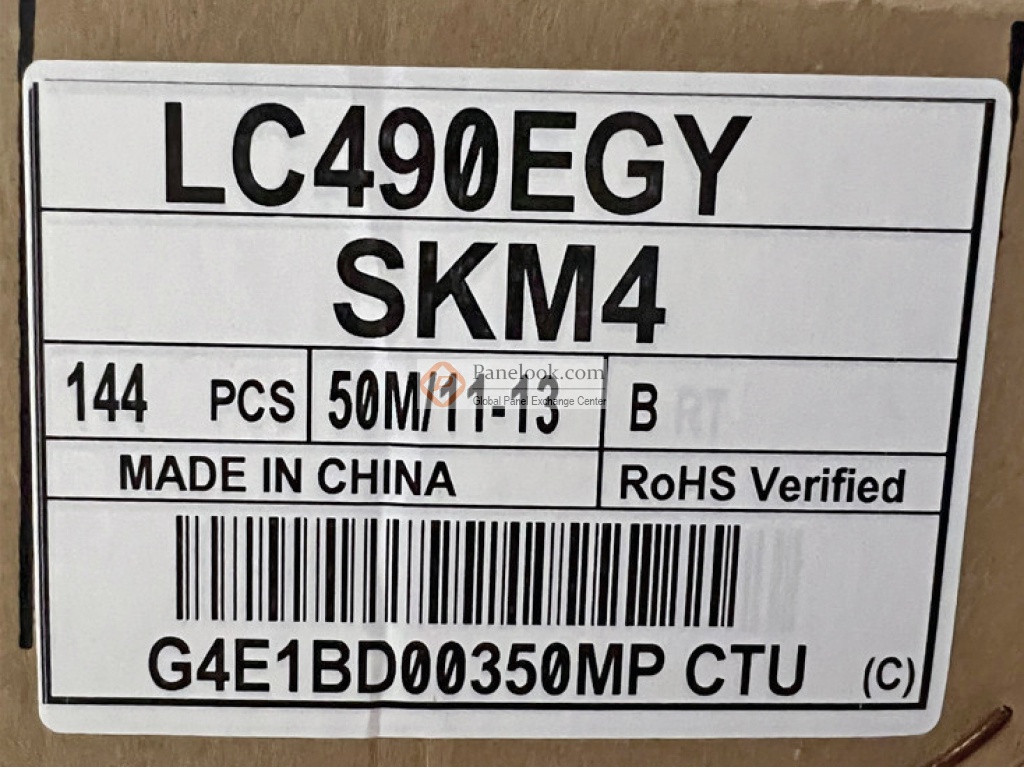 LC490EGY
SKM4
144 PCS 50M/11-13 B RT
Panelook.com
Global Panel Exchange Center
MADE IN CHINA RoHS Verified
G4E1BD00350MP CTU (C)